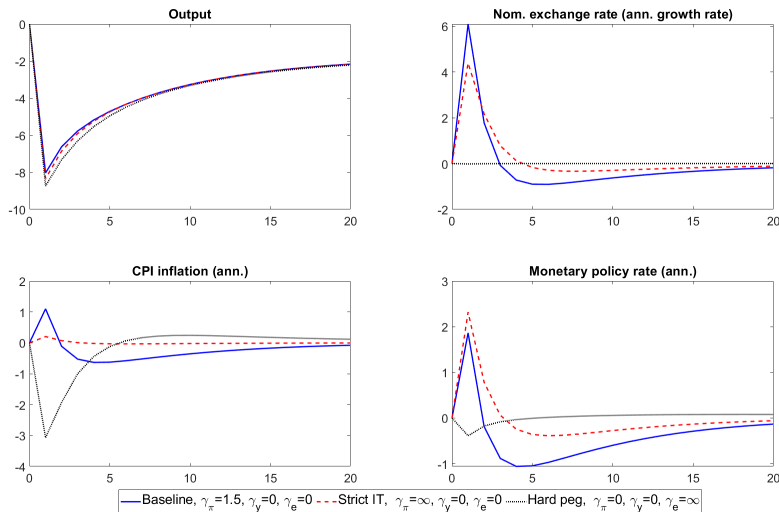 Output
0
-2
-4
-6
-8
-10
0 5 10 15 20
Nom. exchange rate (ann. growth rate)
6
4
2
0
-2
0 5 10 15 20
CPI inflation (ann.)
2
1
0
-1
-2
-3
-4
0 5 10 15 20
Monetary policy rate (ann.)
3
2
1
0
-1
0 5 10 15 20
Baseline, γπ=1.5, γy=0, γe=0 Strict IT, γπ=∞, γy=0, γe=0 Hard peg, γπ=0, γy=0, γe=∞